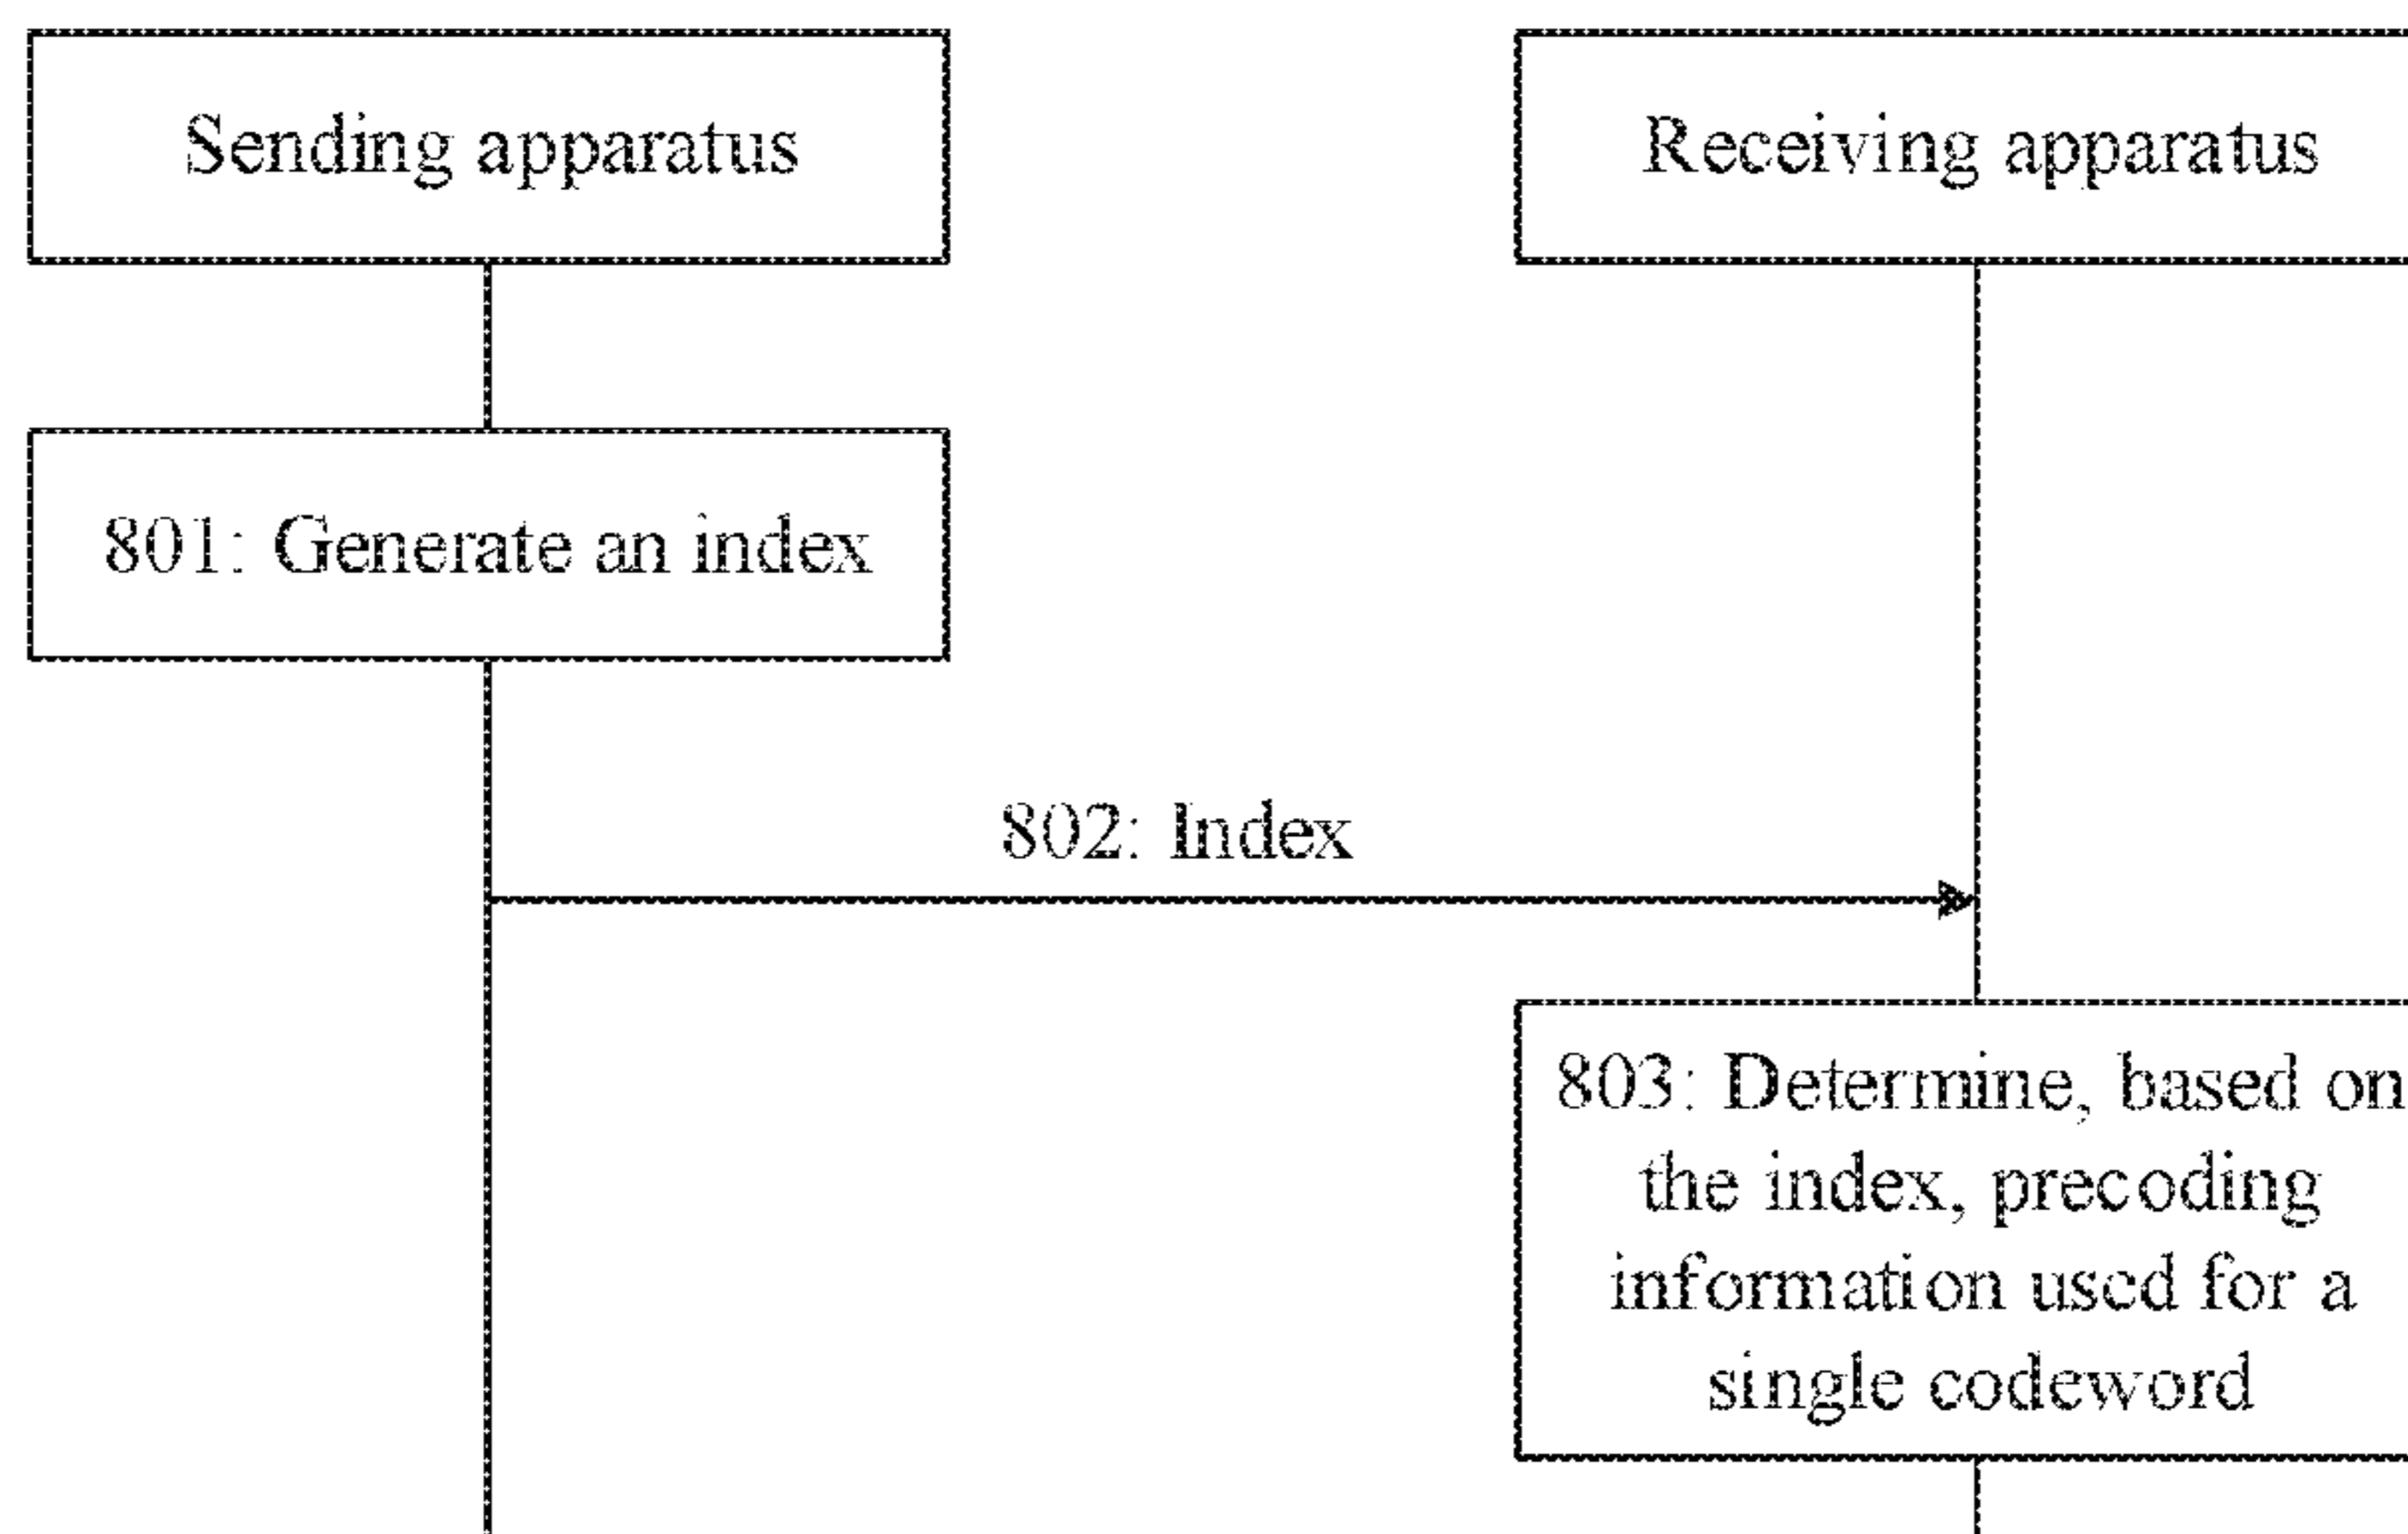 Sending apparatus
Receiving apparatus
801: Generate an index
802: Index
803: Determine, based on
the index, precoding
information used for a
single codeword